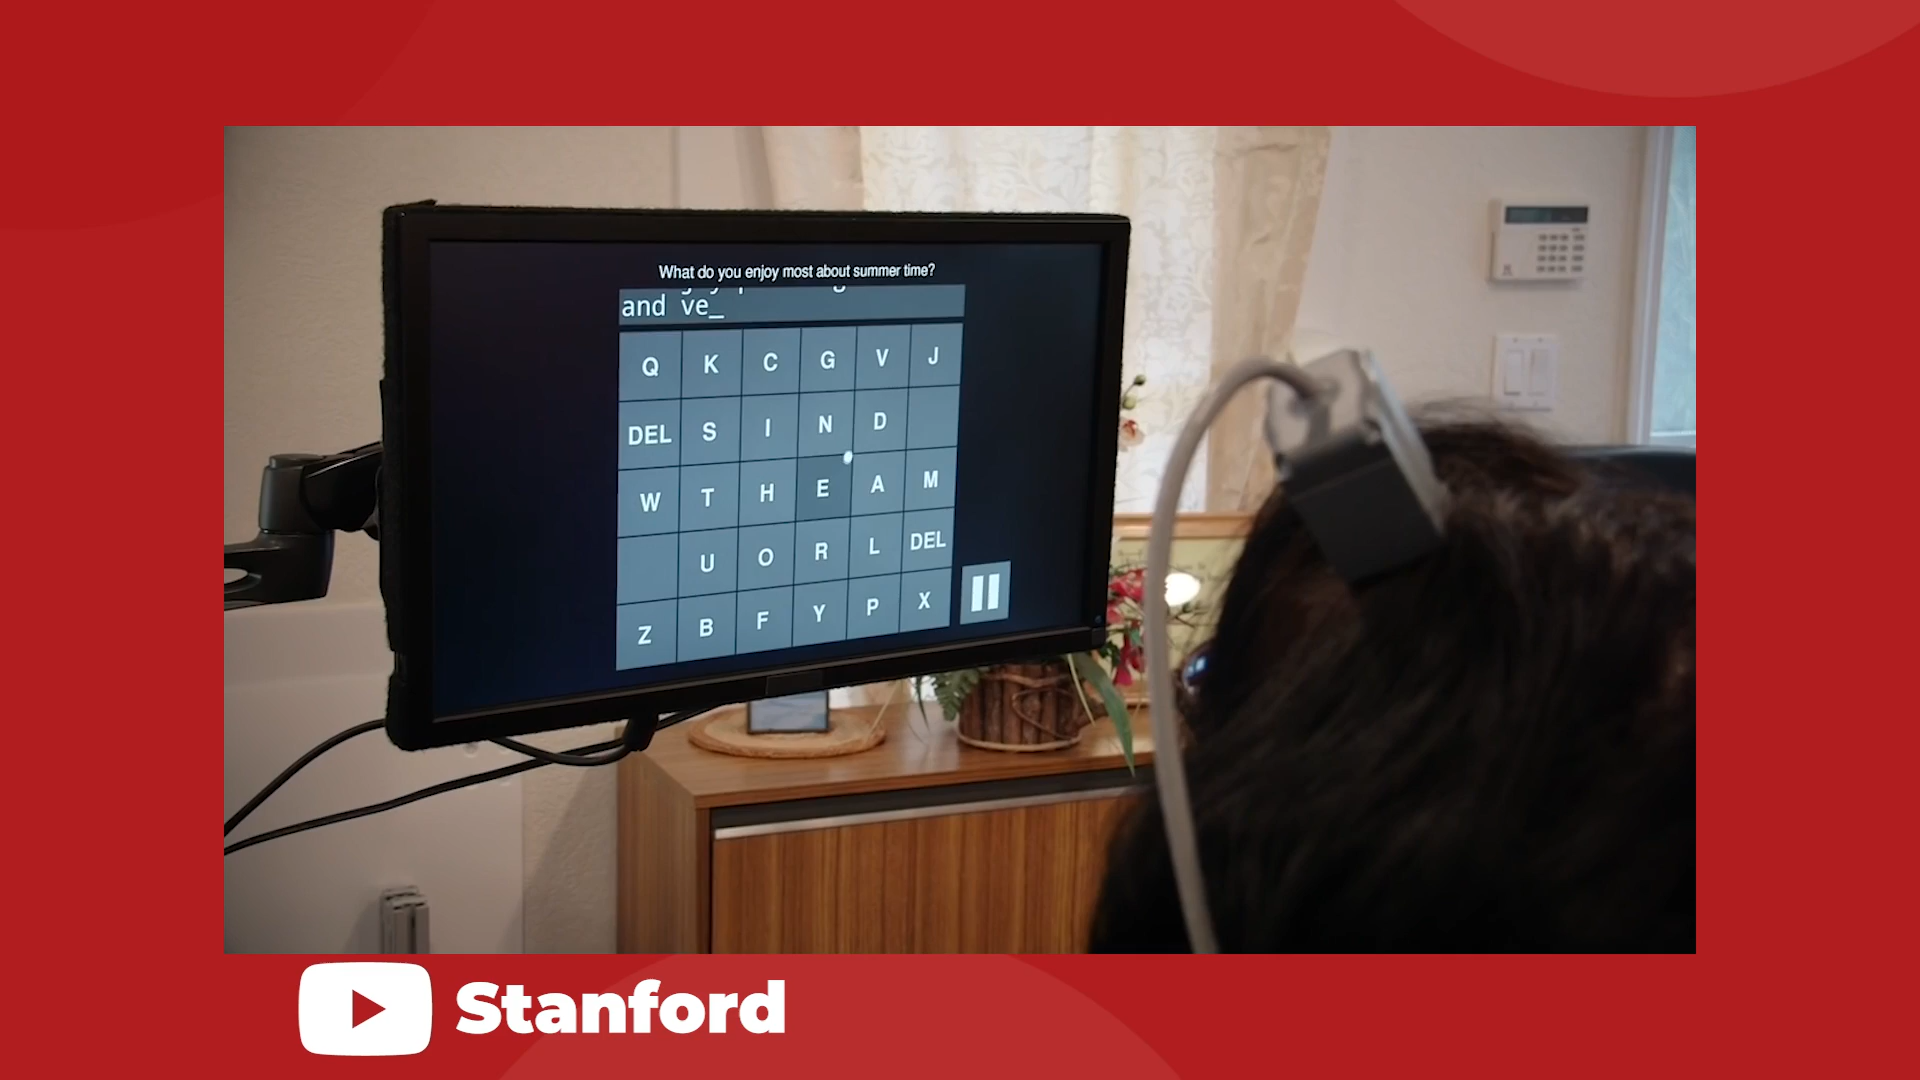 What do you enjoy most about summer time?
and ve_
Q K C G V J
DEL S I N D
W T H E A M
U O R L DEL
Z B F Y P X
Stanford